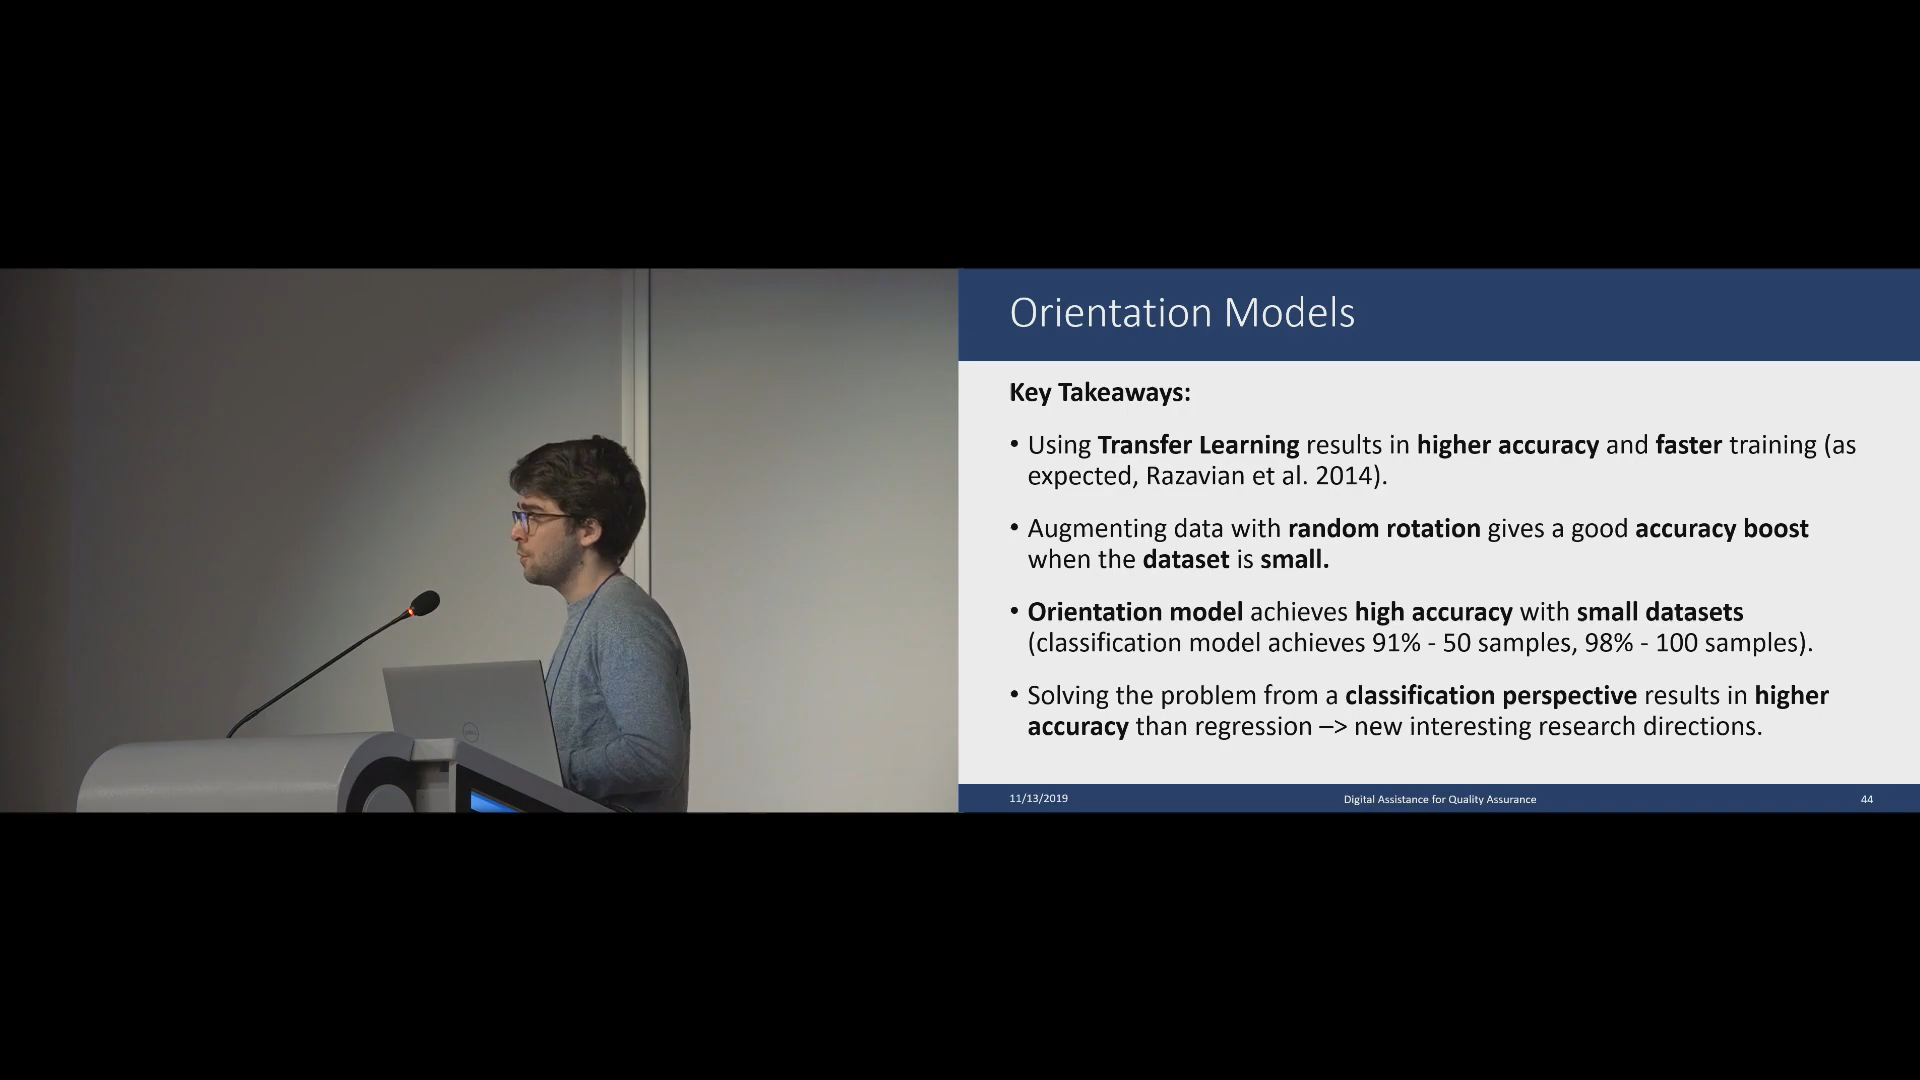 Orientation Models
Key Takeaways:
• Using Transfer Learning results in higher accuracy and faster training (as
expected, Razavian et al. 2014).
• Augmenting data with random rotation gives a good accuracy boost
when the dataset is small.
• Orientation model achieves high accuracy with small datasets
(classification model achieves 91% - 50 samples, 98% - 100 samples).
• Solving the problem from a classification perspective results in higher
accuracy than regression –> new interesting research directions.
11/13/2019
Digital Assistance for Quality Assurance
44